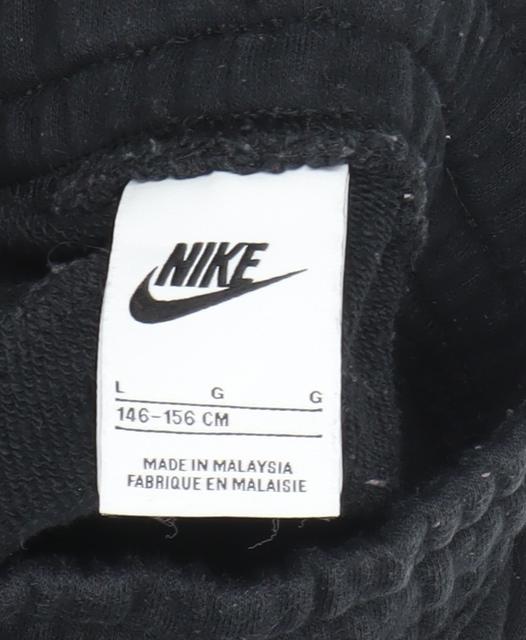 NIKE
L G G
146-156 CM
MADE IN MALAYSIA
FABRIQUE EN MALAISIE